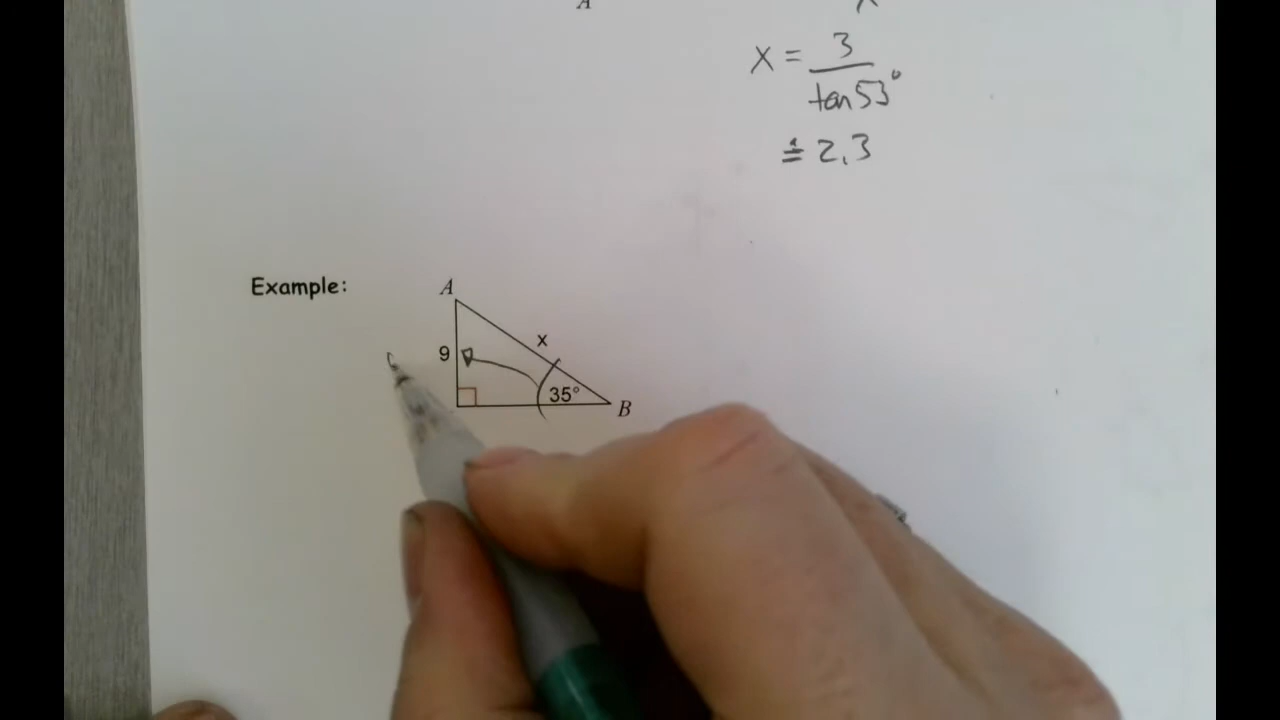 A
x = 3 / tan 53°
≐ 2.3
Example:
A
x
9
35°
B